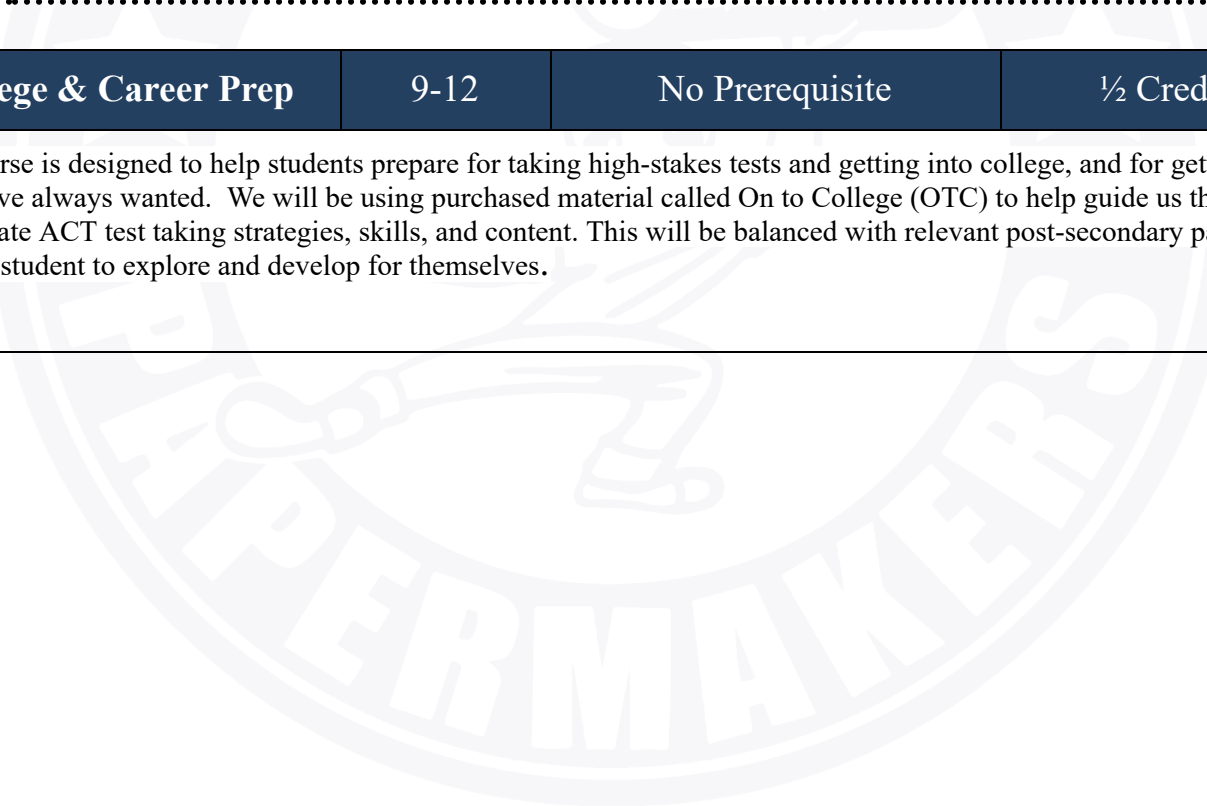 ege & Career Prep 9-12 No Prerequisite ½ Cred
rse is designed to help students prepare for taking high-stakes tests and getting into college, and for get
ve always wanted.  We will be using purchased material called On to College (OTC) to help guide us th
ate ACT test taking strategies, skills, and content. This will be balanced with relevant post-secondary pa
student to explore and develop for themselves.
PAPERMAKERS